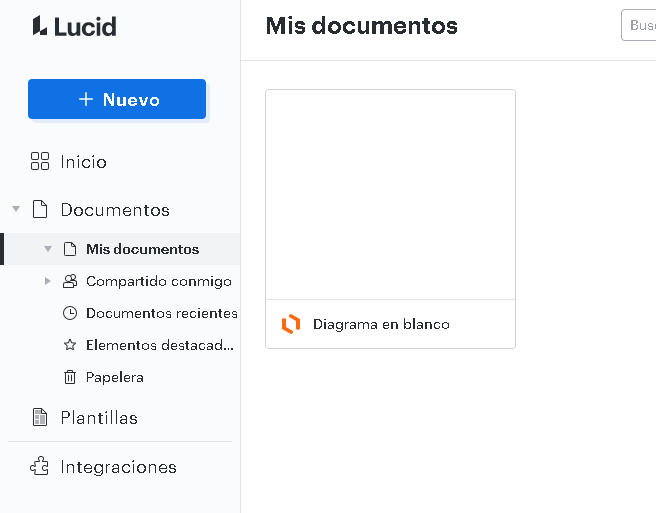 Lucid
Mis documentos
+ Nuevo
Inicio
Documentos
Mis documentos
Compartido conmigo
Documentos recientes
Elementos destacad...
Papelera
Plantillas
Integraciones
Diagrama en blanco